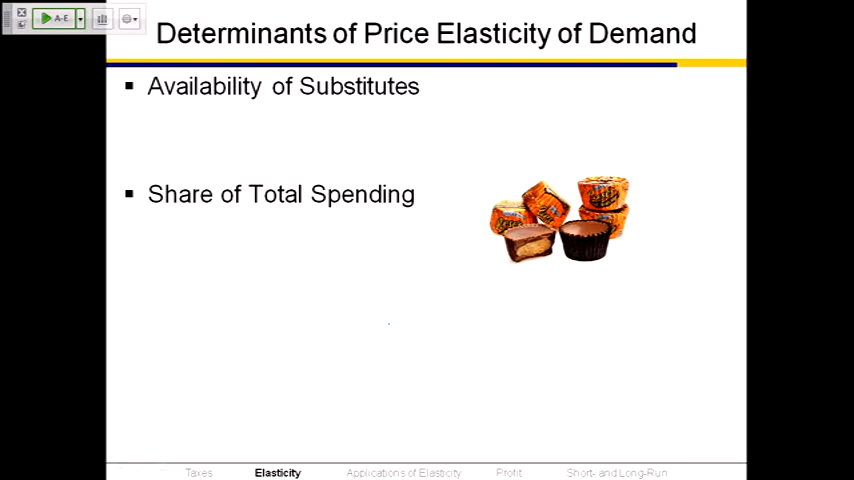 A-E
Determinants of Price Elasticity of Demand
▪ Availability of Substitutes
▪ Share of Total Spending
Taxes Elasticity Applications of Elasticity Profit Short- and Long-Run